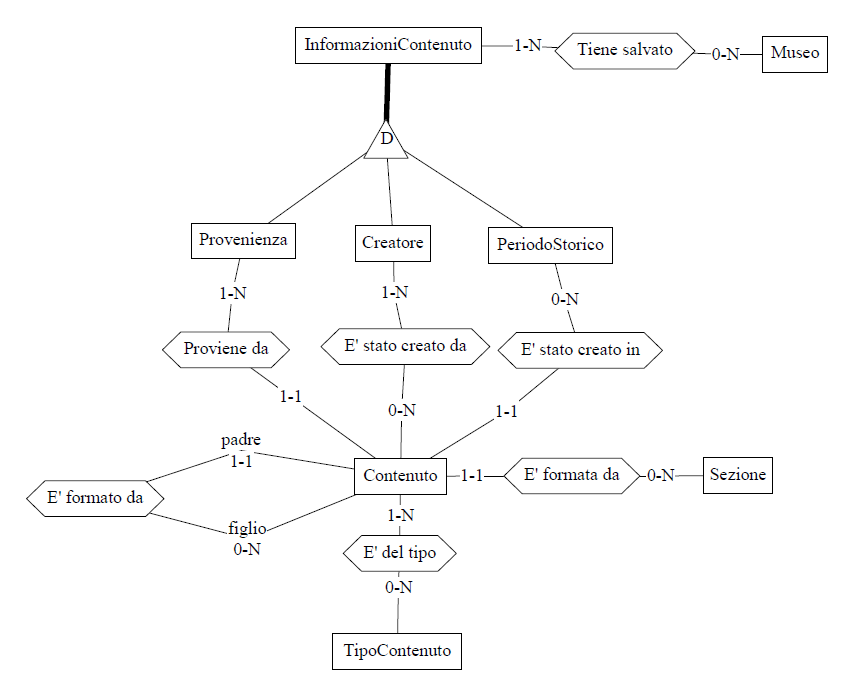 InformazioniContenuto
1-N
Tiene salvato
0-N
Museo
D
Provenienza
Creatore
PeriodoStorico
1-N
1-N
0-N
Proviene da
E' stato creato da
E' stato creato in
1-1
0-N
1-1
padre
1-1
Contenuto
1-1
E' formata da
0-N
Sezione
E' formato da
figlio
0-N
1-N
E' del tipo
0-N
TipoContenuto